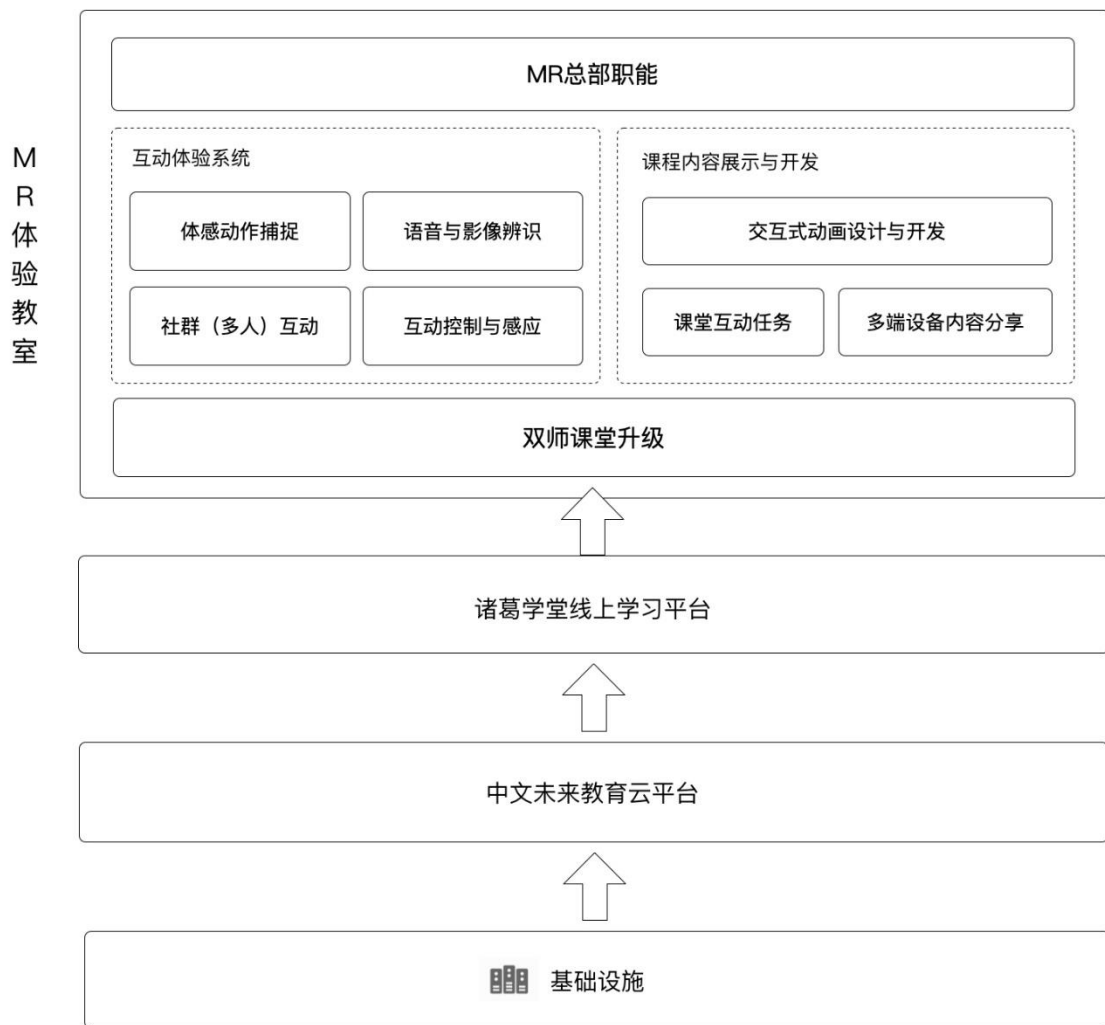 MR体验教室
MR总部职能
互动体验系统
体感动作捕捉
语音与影像辨识
社群（多人）互动
互动控制与感应
课程内容展示与开发
交互式动画设计与开发
课堂互动任务
多端设备内容分享
双师课堂升级
诸葛学堂线上学习平台
中文未来教育云平台
基础设施